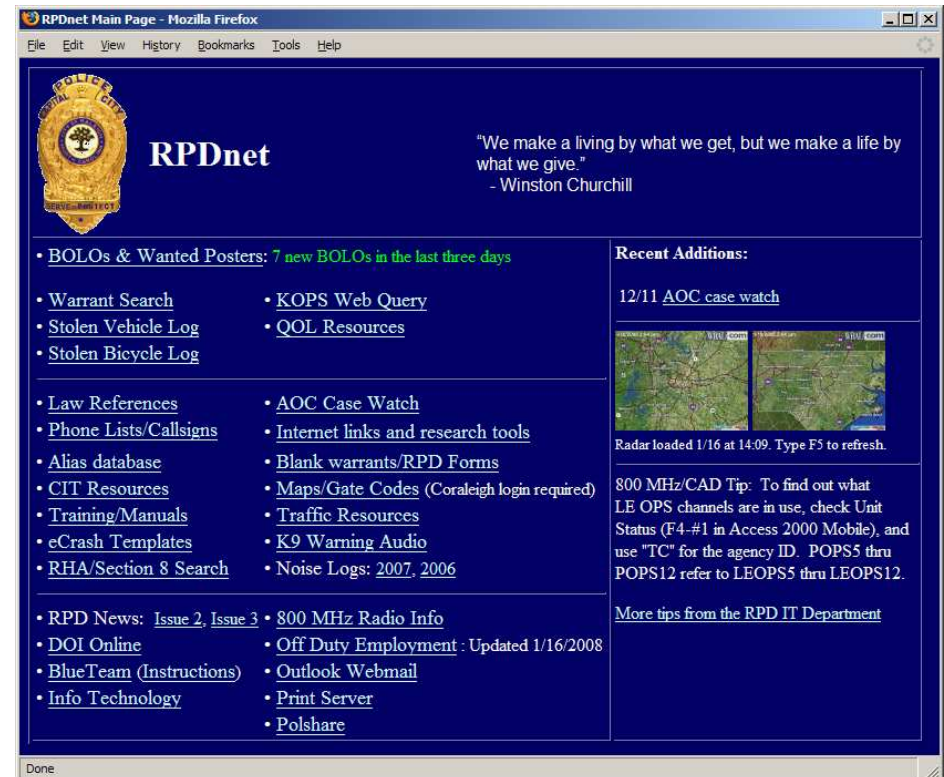 RPDnet Main Page - Mozilla Firefox
File Edit View History Bookmarks Tools Help
POLICE
CAPITAL CITY
SERVE - PROTECT
RPDnet
“We make a living by what we get, but we make a life by
what we give.”
- Winston Churchill
• BOLOs & Wanted Posters: 7 new BOLOs in the last three days
• Warrant Search
• Stolen Vehicle Log
• Stolen Bicycle Log
• KOPS Web Query
• QOL Resources
• Law References
• Phone Lists/Callsigns
• Alias database
• CIT Resources
• Training/Manuals
• eCrash Templates
• RHA/Section 8 Search
• AOC Case Watch
• Internet links and research tools
• Blank warrants/RPD Forms
• Maps/Gate Codes (Coraleigh login required)
• Traffic Resources
• K9 Warning Audio
• Noise Logs: 2007, 2006
• RPD News: Issue 2, Issue 3
• DOI Online
• BlueTeam (Instructions)
• Info Technology
• 800 MHz Radio Info
• Off Duty Employment : Updated 1/16/2008
• Outlook Webmail
• Print Server
• Polshare
Recent Additions:
12/11 AOC case watch
WRAL.com
WRAL.com
Radar loaded 1/16 at 14:09. Type F5 to refresh.
800 MHz/CAD Tip: To find out what
LE OPS channels are in use, check Unit
Status (F4-#1 in Access 2000 Mobile), and
use "TC" for the agency ID. POPS5 thru
POPS12 refer to LEOPS5 thru LEOPS12.
More tips from the RPD IT Department
Done